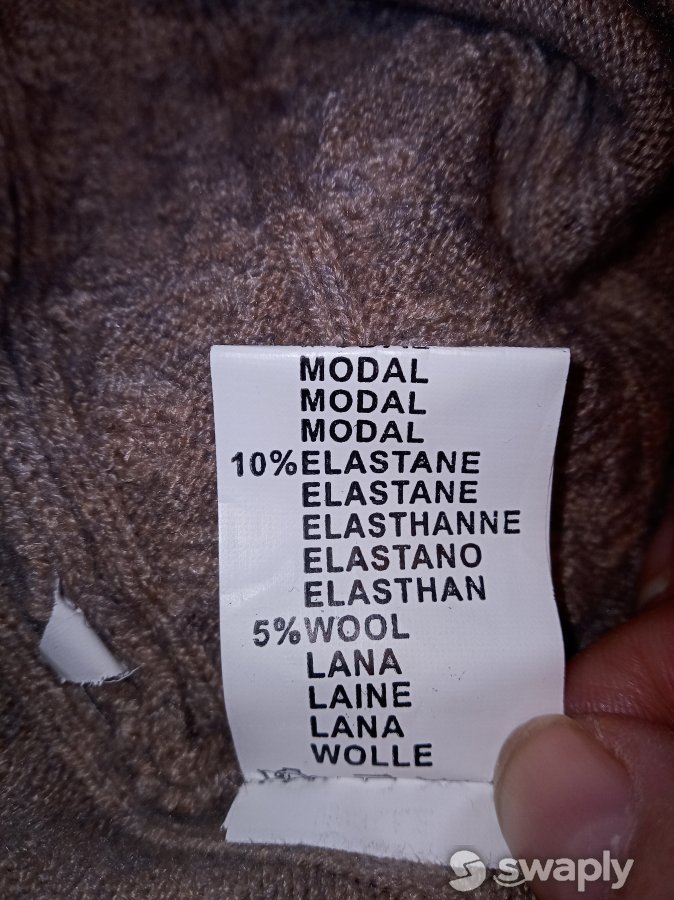 MODAL
MODAL
MODAL
10%ELASTANE
ELASTANE
ELASTHANNE
ELASTANO
ELASTHAN
5%WOOL
LANA
LAINE
LANA
WOLLE
swaply